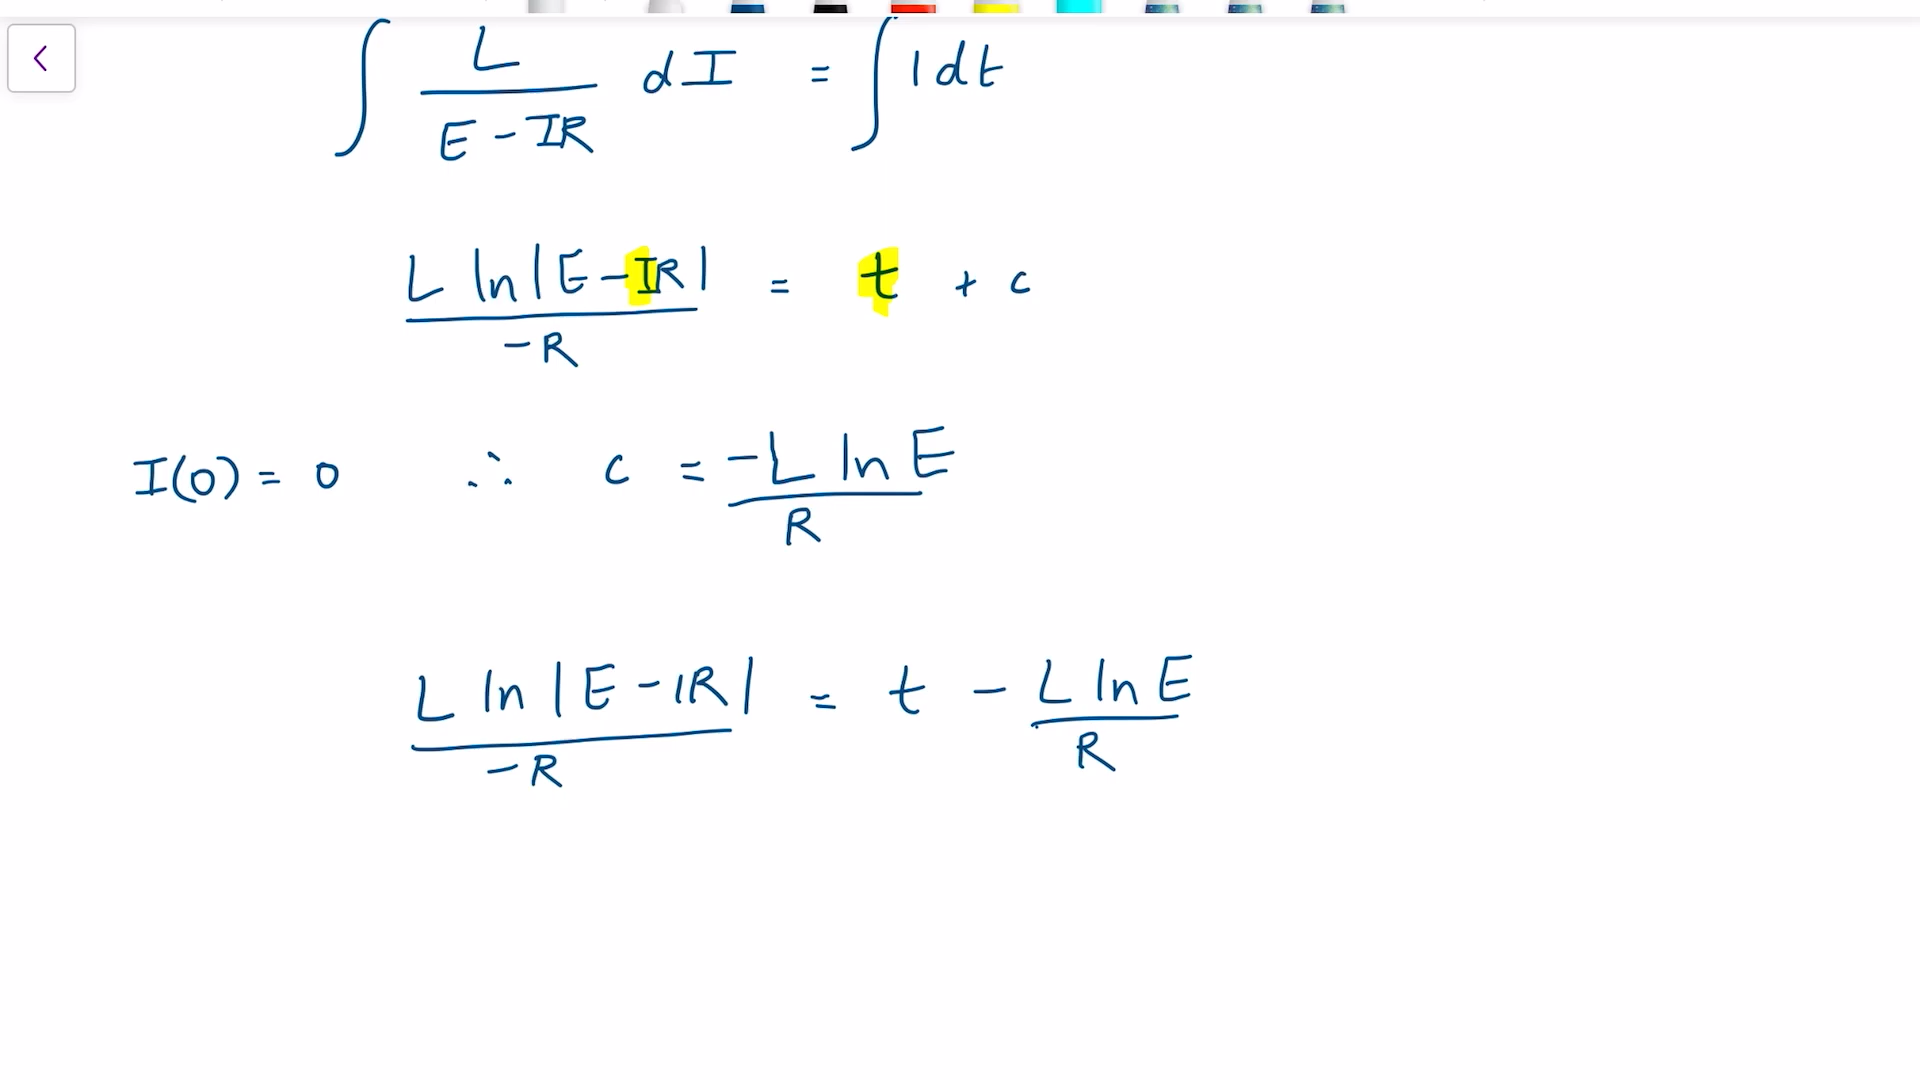 ∫ L/(E - IR) dI = ∫ 1 dt
L ln|E - IR|/-R = t + c
I(0) = 0 ∴ c = -L ln E/R
L ln|E - IR|/-R = t - L ln E/R